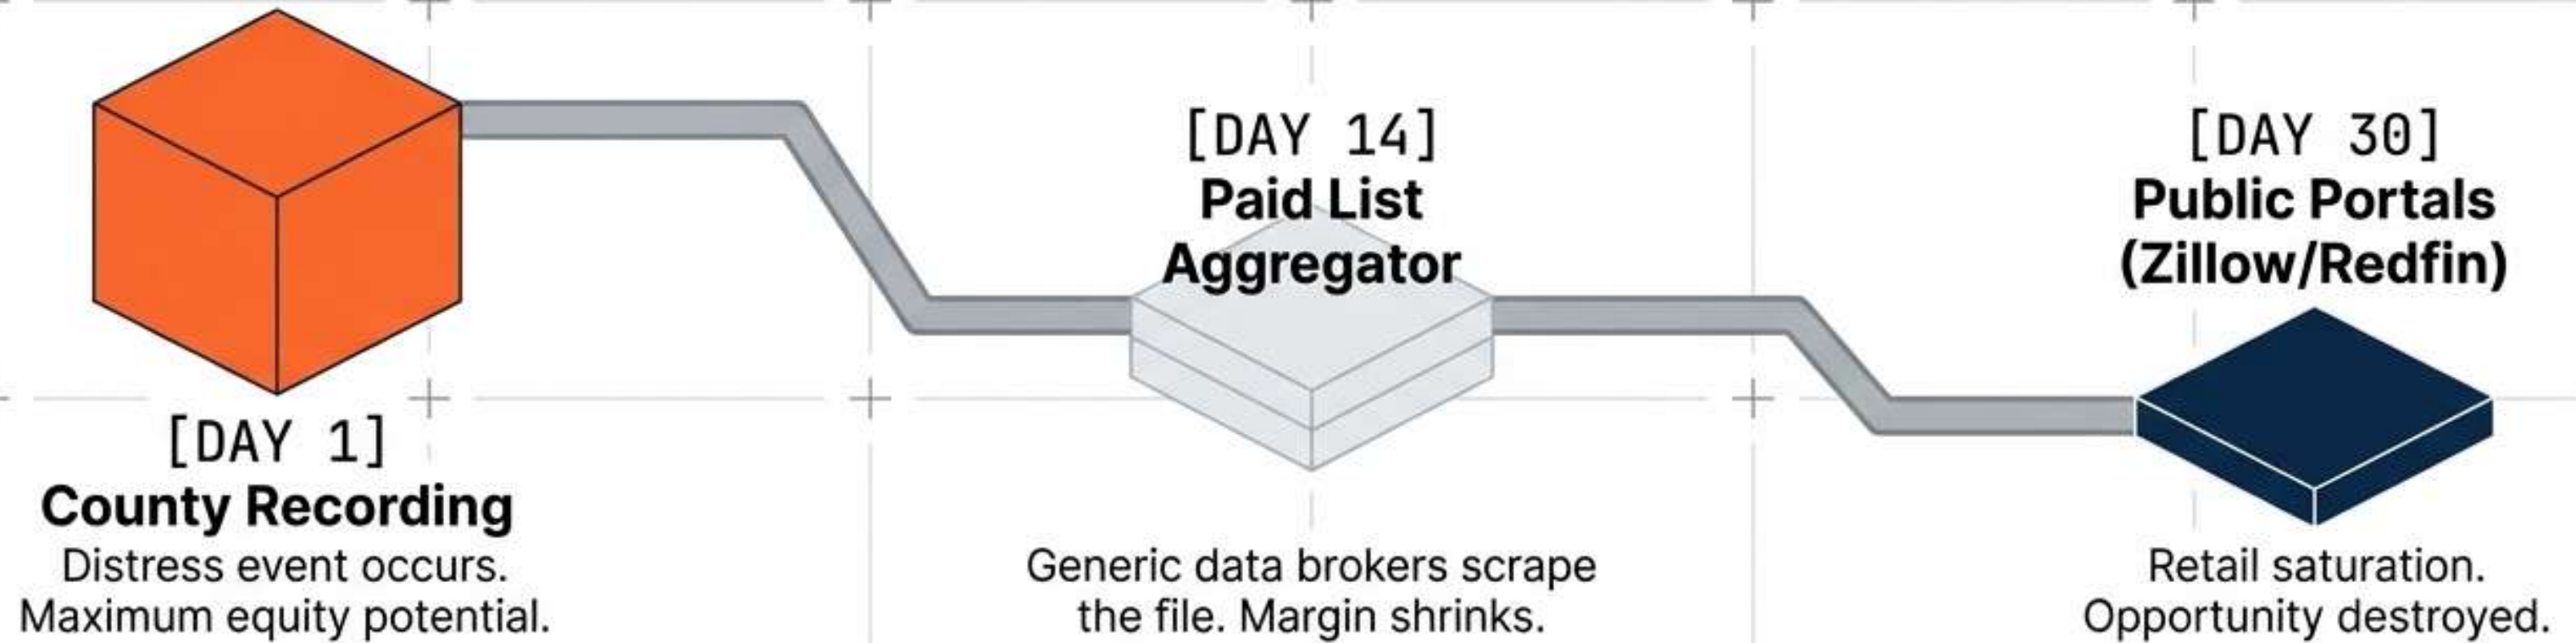 [DAY 1]
County Recording
Distress event occurs.
Maximum equity potential.
[DAY 14]
Paid List
Aggregator
Generic data brokers scrape
the file. Margin shrinks.
[DAY 30]
Public Portals
(Zillow/Redfin)
Retail saturation.
Opportunity destroyed.